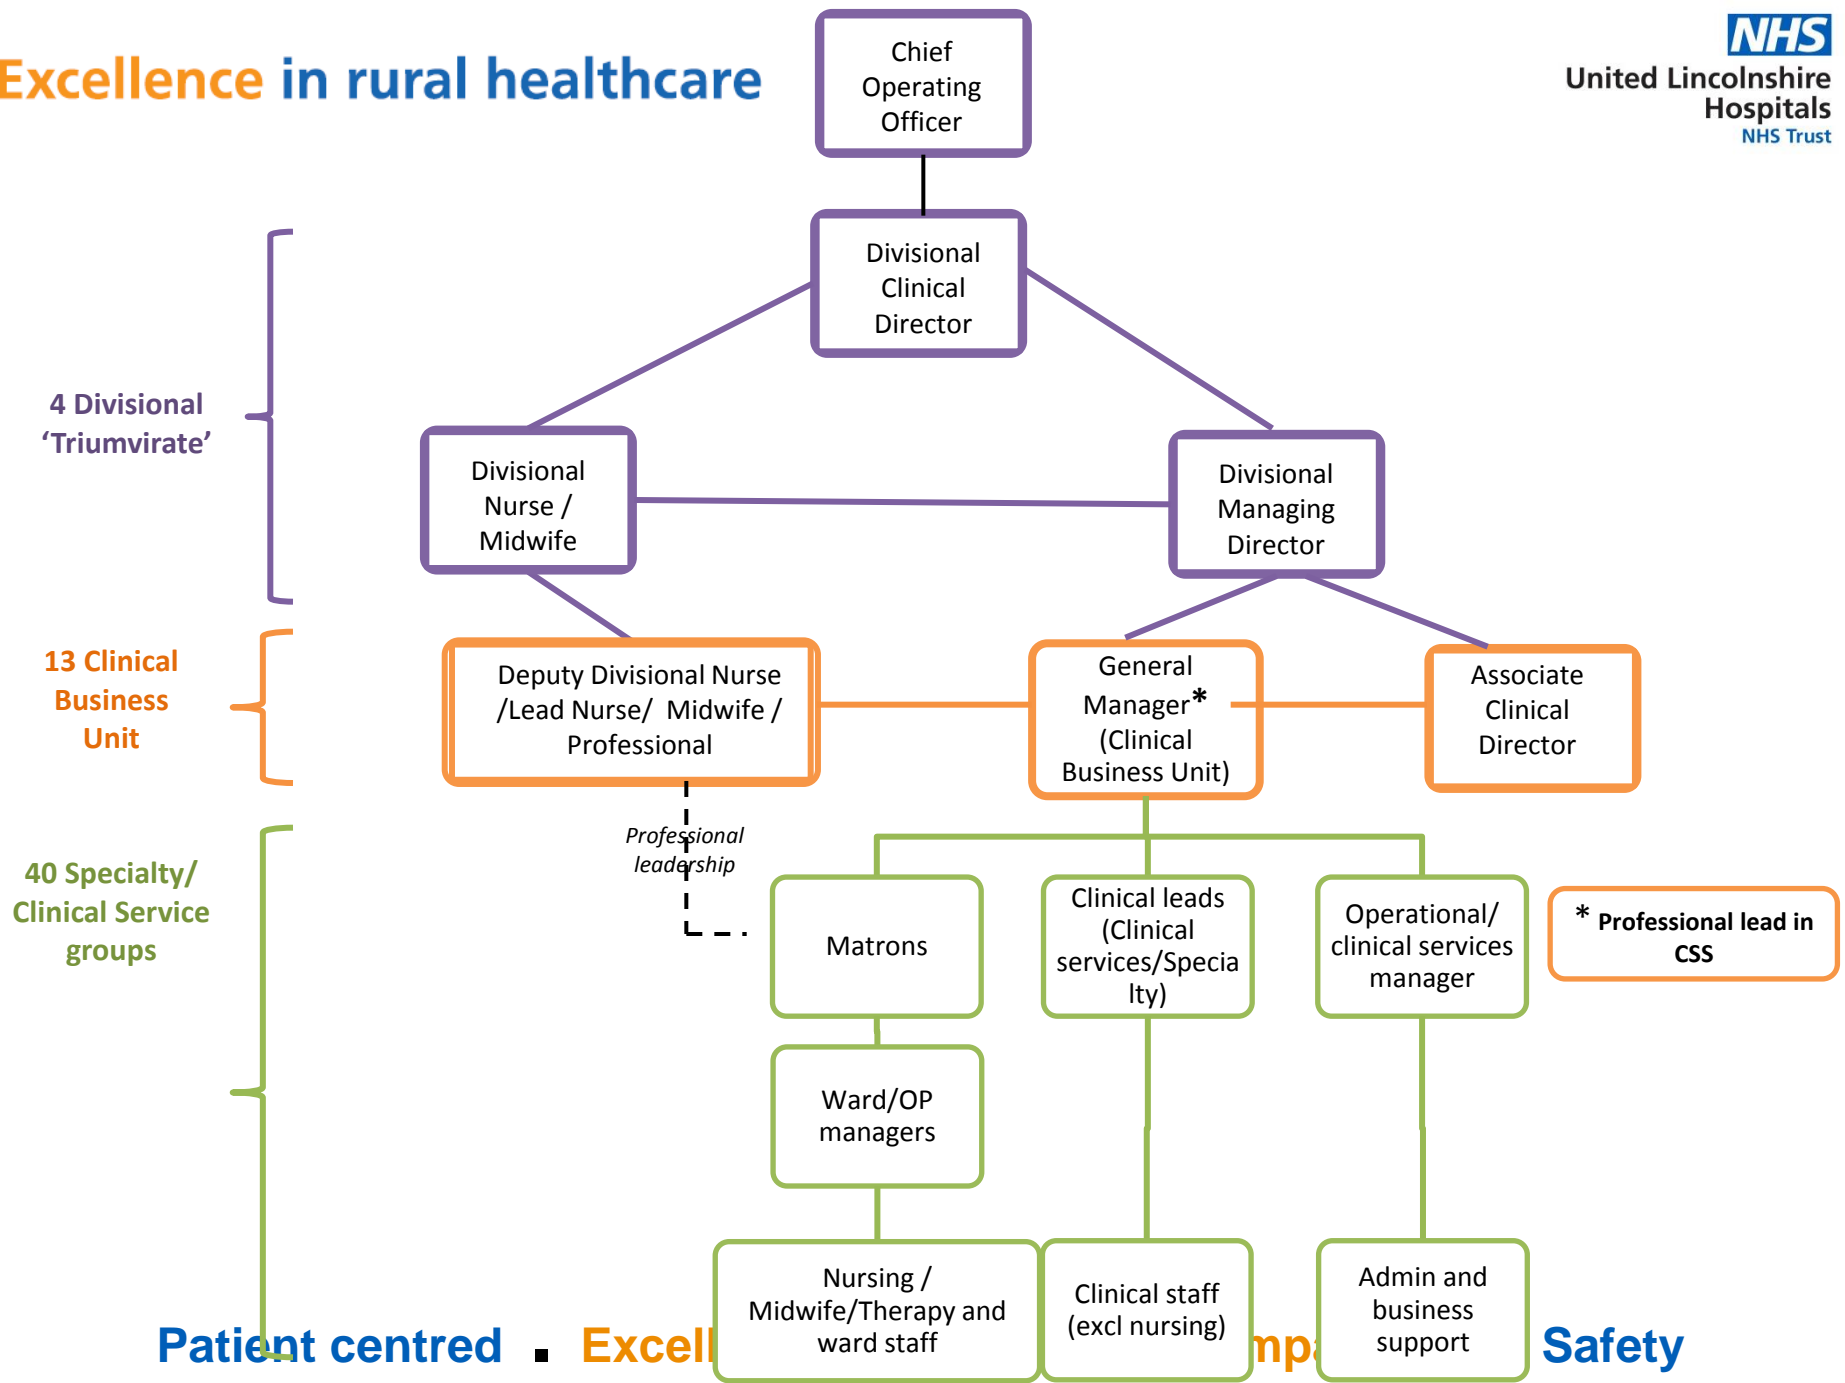 Excellence in rural healthcare
NHS
United Lincolnshire
Hospitals
NHS Trust
Chief
Operating
Officer
Divisional
Clinical
Director
4 Divisional
‘Triumvirate’
Divisional
Nurse /
Midwife
Divisional
Managing
Director
13 Clinical
Business
Unit
Deputy Divisional Nurse
/Lead Nurse/ Midwife /
Professional
General
Manager*
(Clinical
Business Unit)
Associate
Clinical
Director
Professional
leadership
40 Specialty/
Clinical Service
groups
Matrons
Clinical leads
(Clinical
services/Specia
lty)
Operational/
clinical services
manager
* Professional lead in
CSS
Ward/OP
managers
Nursing /
Midwife/Therapy and
ward staff
Clinical staff
(excl nursing)
Admin and
business
support
Patient centred . Excell mpa Safety